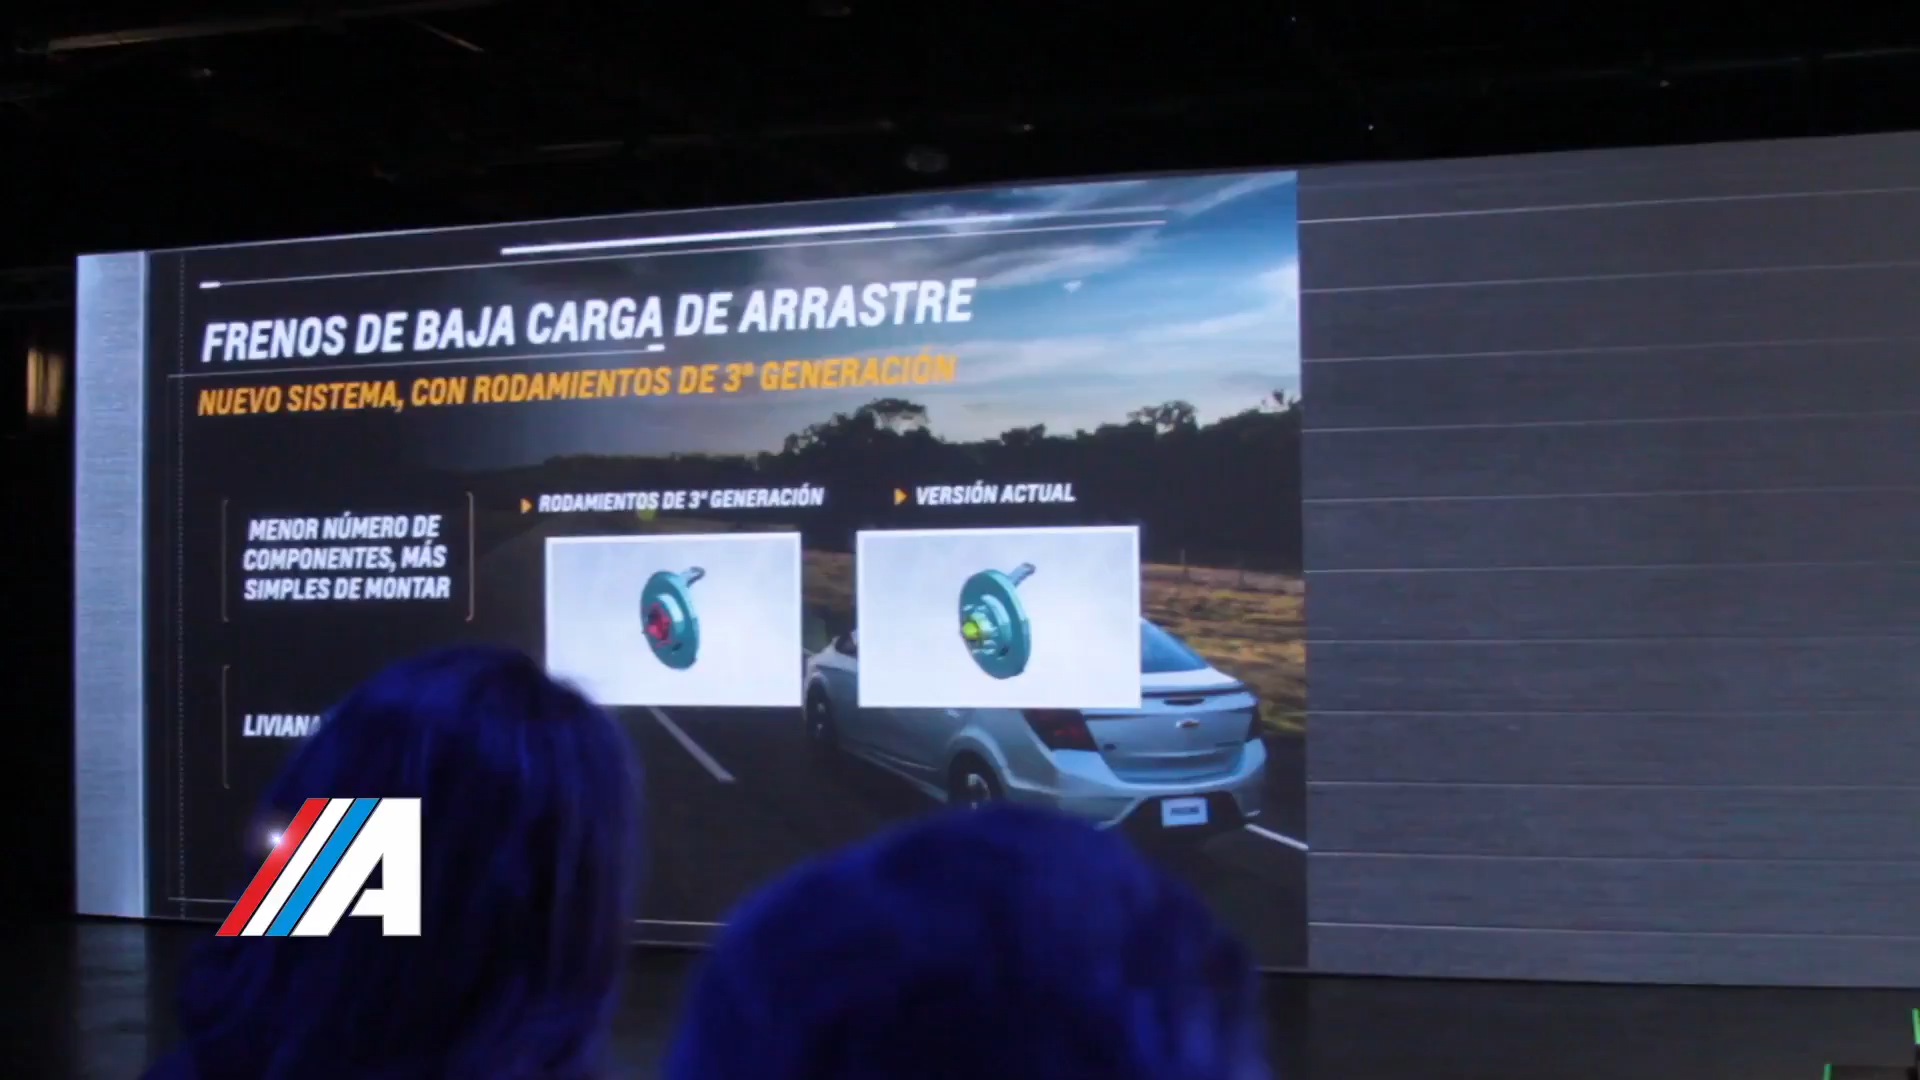 FRENOS DE BAJA CARGA DE ARRASTRE
NUEVO SISTEMA, CON RODAMIENTOS DE 3ª GENERACIÓN
RODAMIENTOS DE 3ª GENERACIÓN
VERSIÓN ACTUAL
MENOR NÚMERO DE
COMPONENTES, MÁS
SIMPLES DE MONTAR
A